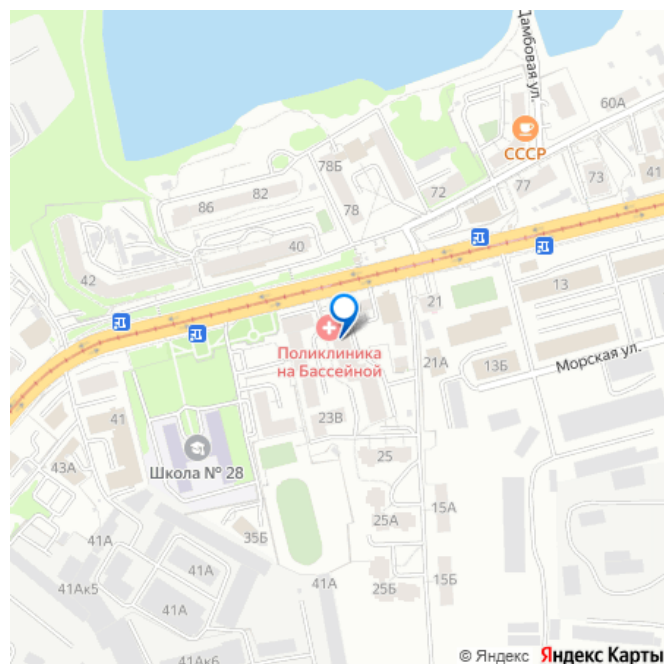 Дамбовая ул.
60А
СССР
78Б
82
86
78
72
77
73
41
40
42
21
13
Поликлиника
на Бассейной
21А
13Б
Морская ул.
41
23В
25
43А
Школа № 28
15А
25А
35Б
41А
41А
41А
41Ак5
41А
25Б
15Б
41Ак6
© Яндекс Яндекс Карты